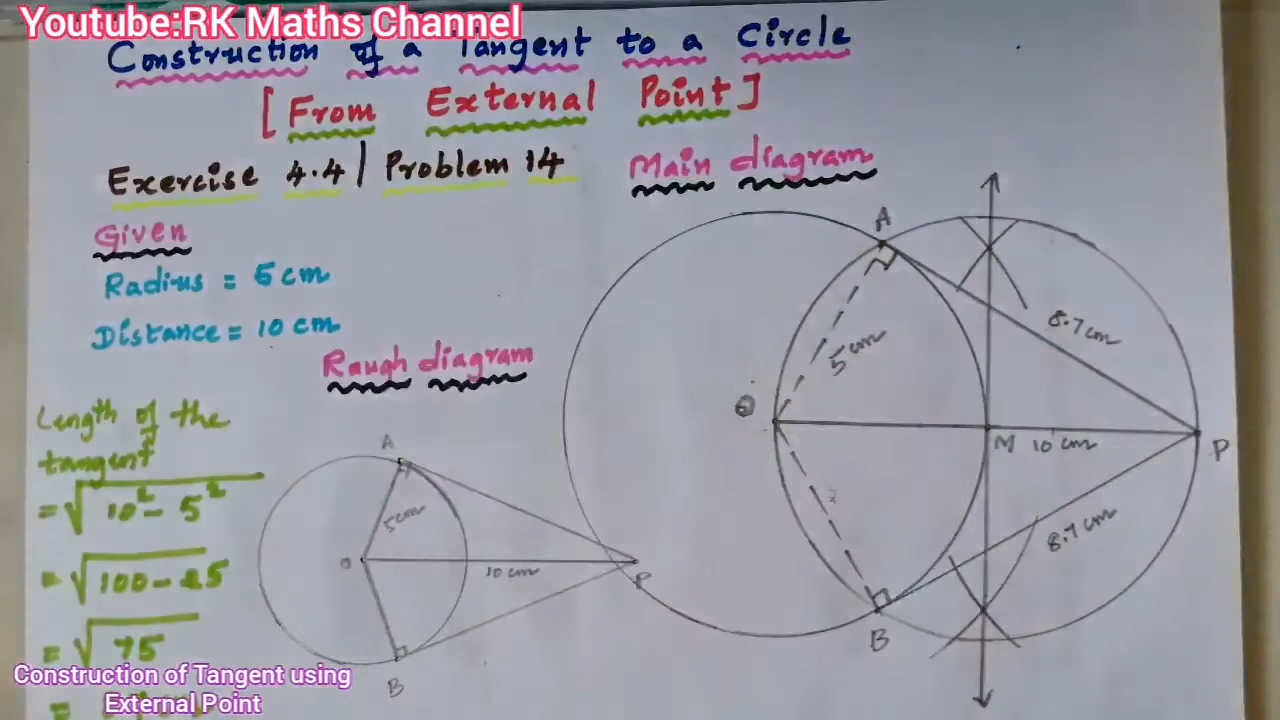 Youtube:RK Maths Channel
Construction of a Tangent to a Circle
[From External Point]
Exercise 4.4 | Problem 14
Main diagram
Given
Radius = 5 cm
Distance = 10 cm
Rough diagram
Length of the
tangent
= √10² - 5²
= √100 - 25
= √75
=
A
5cm
O
10 cm
P
B
A
8.7 cm
5 cm
O
M 10 cm
P
8.7 cm
B
Construction of Tangent using
External Point